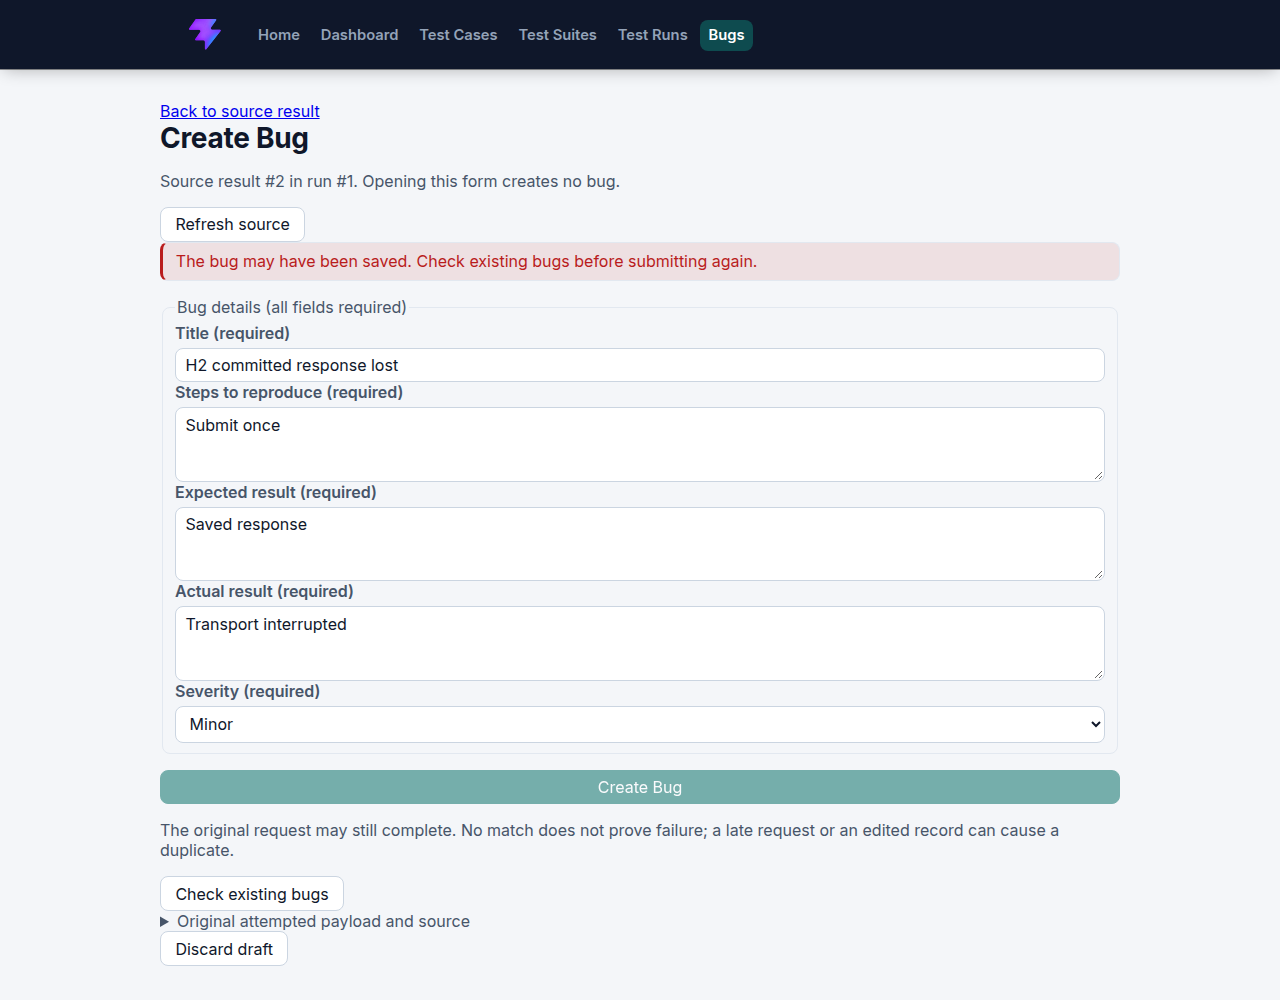 Home Dashboard Test Cases Test Suites Test Runs Bugs
Back to source result
Create Bug
Source result #2 in run #1. Opening this form creates no bug.
Refresh source
The bug may have been saved. Check existing bugs before submitting again.
Bug details (all fields required)
Title (required)
H2 committed response lost
Steps to reproduce (required)
Submit once
Expected result (required)
Saved response
Actual result (required)
Transport interrupted
Severity (required)
Minor
Create Bug
The original request may still complete. No match does not prove failure; a late request or an edited record can cause a
duplicate.
Check existing bugs
Original attempted payload and source
Discard draft